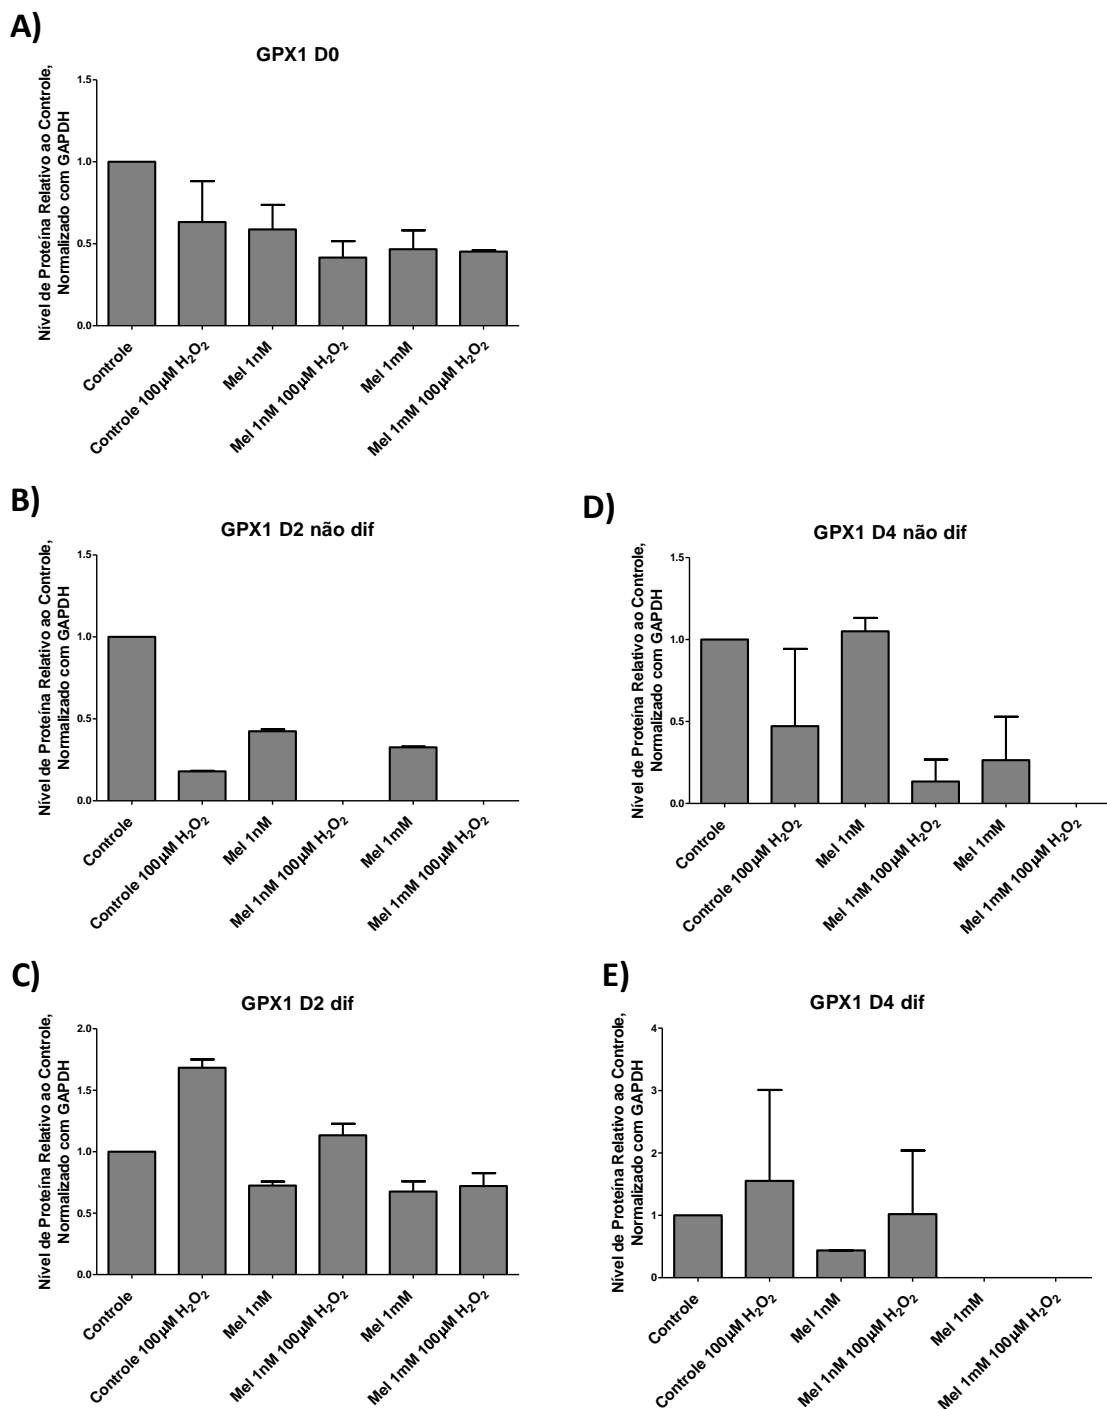 A)
GPX1 D0
Nível de Proteína Relativo ao Controle,
Normalizado com GAPDH
1.5
1.0
0.5
0.0
Controle
Controle 100µM H₂O₂
Mel 1nM
Mel 1nM 100µM H₂O₂
Mel 1mM
Mel 1mM 100µM H₂O₂
B)
GPX1 D2 não dif
Nível de Proteína Relativo ao Controle,
Normalizado com GAPDH
1.5
1.0
0.5
0.0
Controle
Controle 100µM H₂O₂
Mel 1nM
Mel 1nM 100µM H₂O₂
Mel 1mM
Mel 1mM 100µM H₂O₂
D)
GPX1 D4 não dif
Nível de Proteína Relativo ao Controle,
Normalizado com GAPDH
1.5
1.0
0.5
0.0
Controle
Controle 100µM H₂O₂
Mel 1nM
Mel 1nM 100µM H₂O₂
Mel 1mM
Mel 1mM 100µM H₂O₂
C)
GPX1 D2 dif
Nível de Proteína Relativo ao Controle,
Normalizado com GAPDH
2.0
1.5
1.0
0.5
0.0
Controle
Controle 100µM H₂O₂
Mel 1nM
Mel 1nM 100µM H₂O₂
Mel 1mM
Mel 1mM 100µM H₂O₂
E)
GPX1 D4 dif
Nível de Proteína Relativo ao Controle,
Normalizado com GAPDH
4
3
2
1
0
Controle
Controle 100µM H₂O₂
Mel 1nM
Mel 1nM 100µM H₂O₂
Mel 1mM
Mel 1mM 100µM H₂O₂